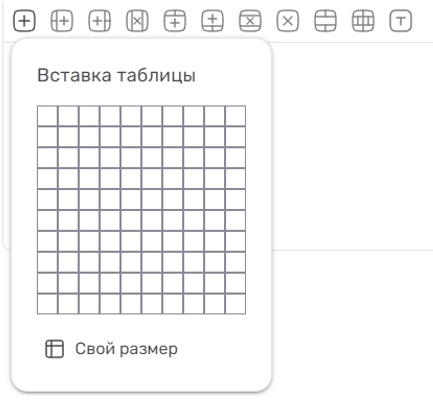 Вставка таблицы
Свой размер